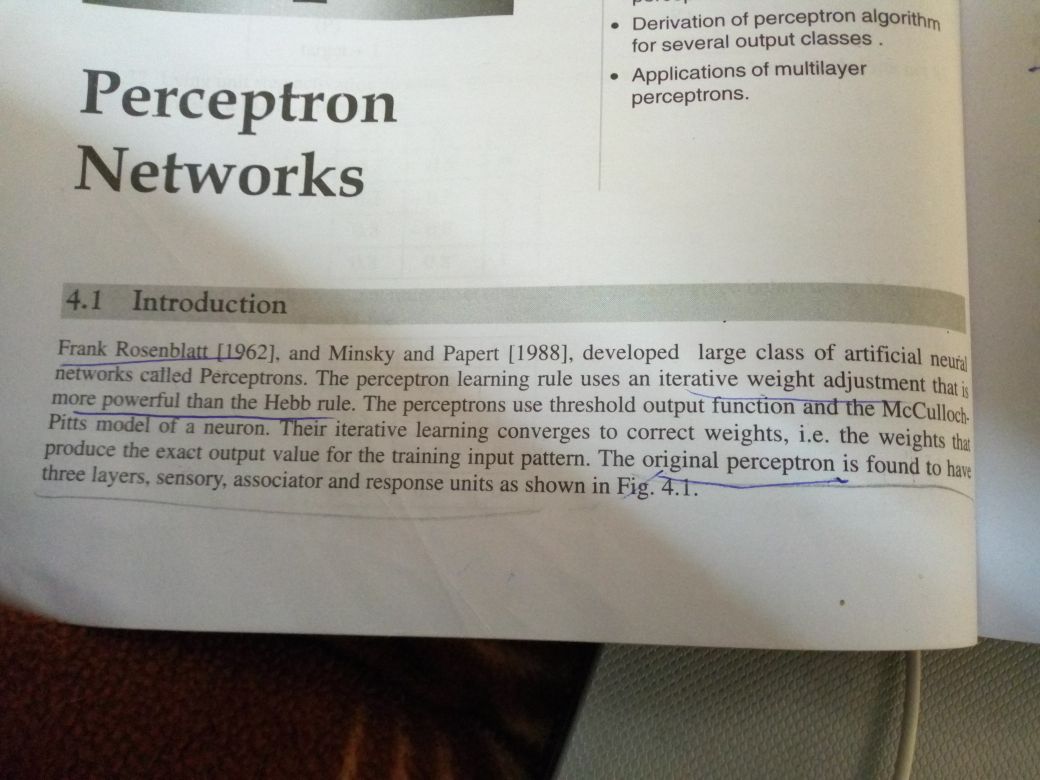 Derivation of perceptron algorithm
for several output classes .
• Applications of multilayer
perceptrons.
Perceptron
Networks
4.1 Introduction
Frank Rosenblatt [1962], and Minsky and Papert [1988], developed large class of artificial neural
networks called Perceptrons. The perceptron learning rule uses an iterative weight adjustment that is
more powerful than the Hebb rule. The perceptrons use threshold output function and the McCulloch-
Pitts model of a neuron. Their iterative learning converges to correct weights, i.e. the weights that
produce the exact output value for the training input pattern. The original perceptron is found to have
three layers, sensory, associator and response units as shown in Fig. 4.1.